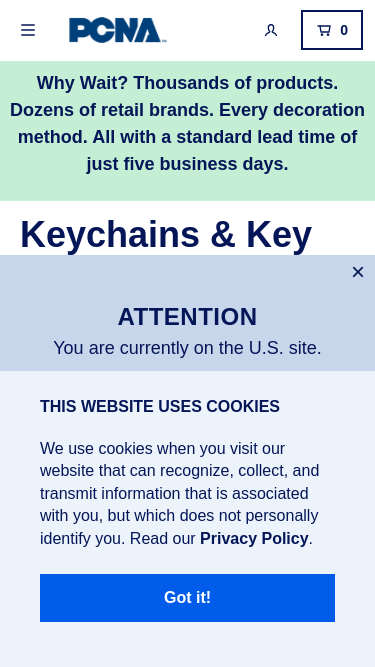 PCNA
0
Why Wait? Thousands of products.
Dozens of retail brands. Every decoration
method. All with a standard lead time of
just five business days.
Keychains & Key
×
ATTENTION
You are currently on the U.S. site.
THIS WEBSITE USES COOKIES
We use cookies when you visit our
website that can recognize, collect, and
transmit information that is associated
with you, but which does not personally
identify you. Read our Privacy Policy.
Got it!